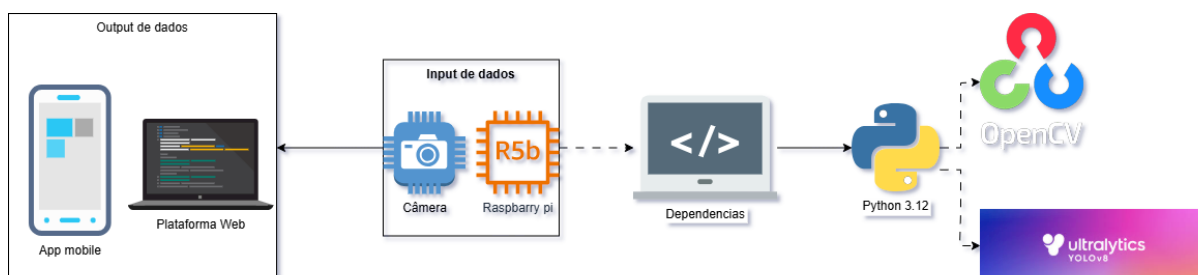 Output de dados
App mobile
Plataforma Web
Input de dados
Câmera
R5b
Raspbarry pi
</>
Dependencias
Python 3.12
OpenCV
ultralytics
YOLOv8